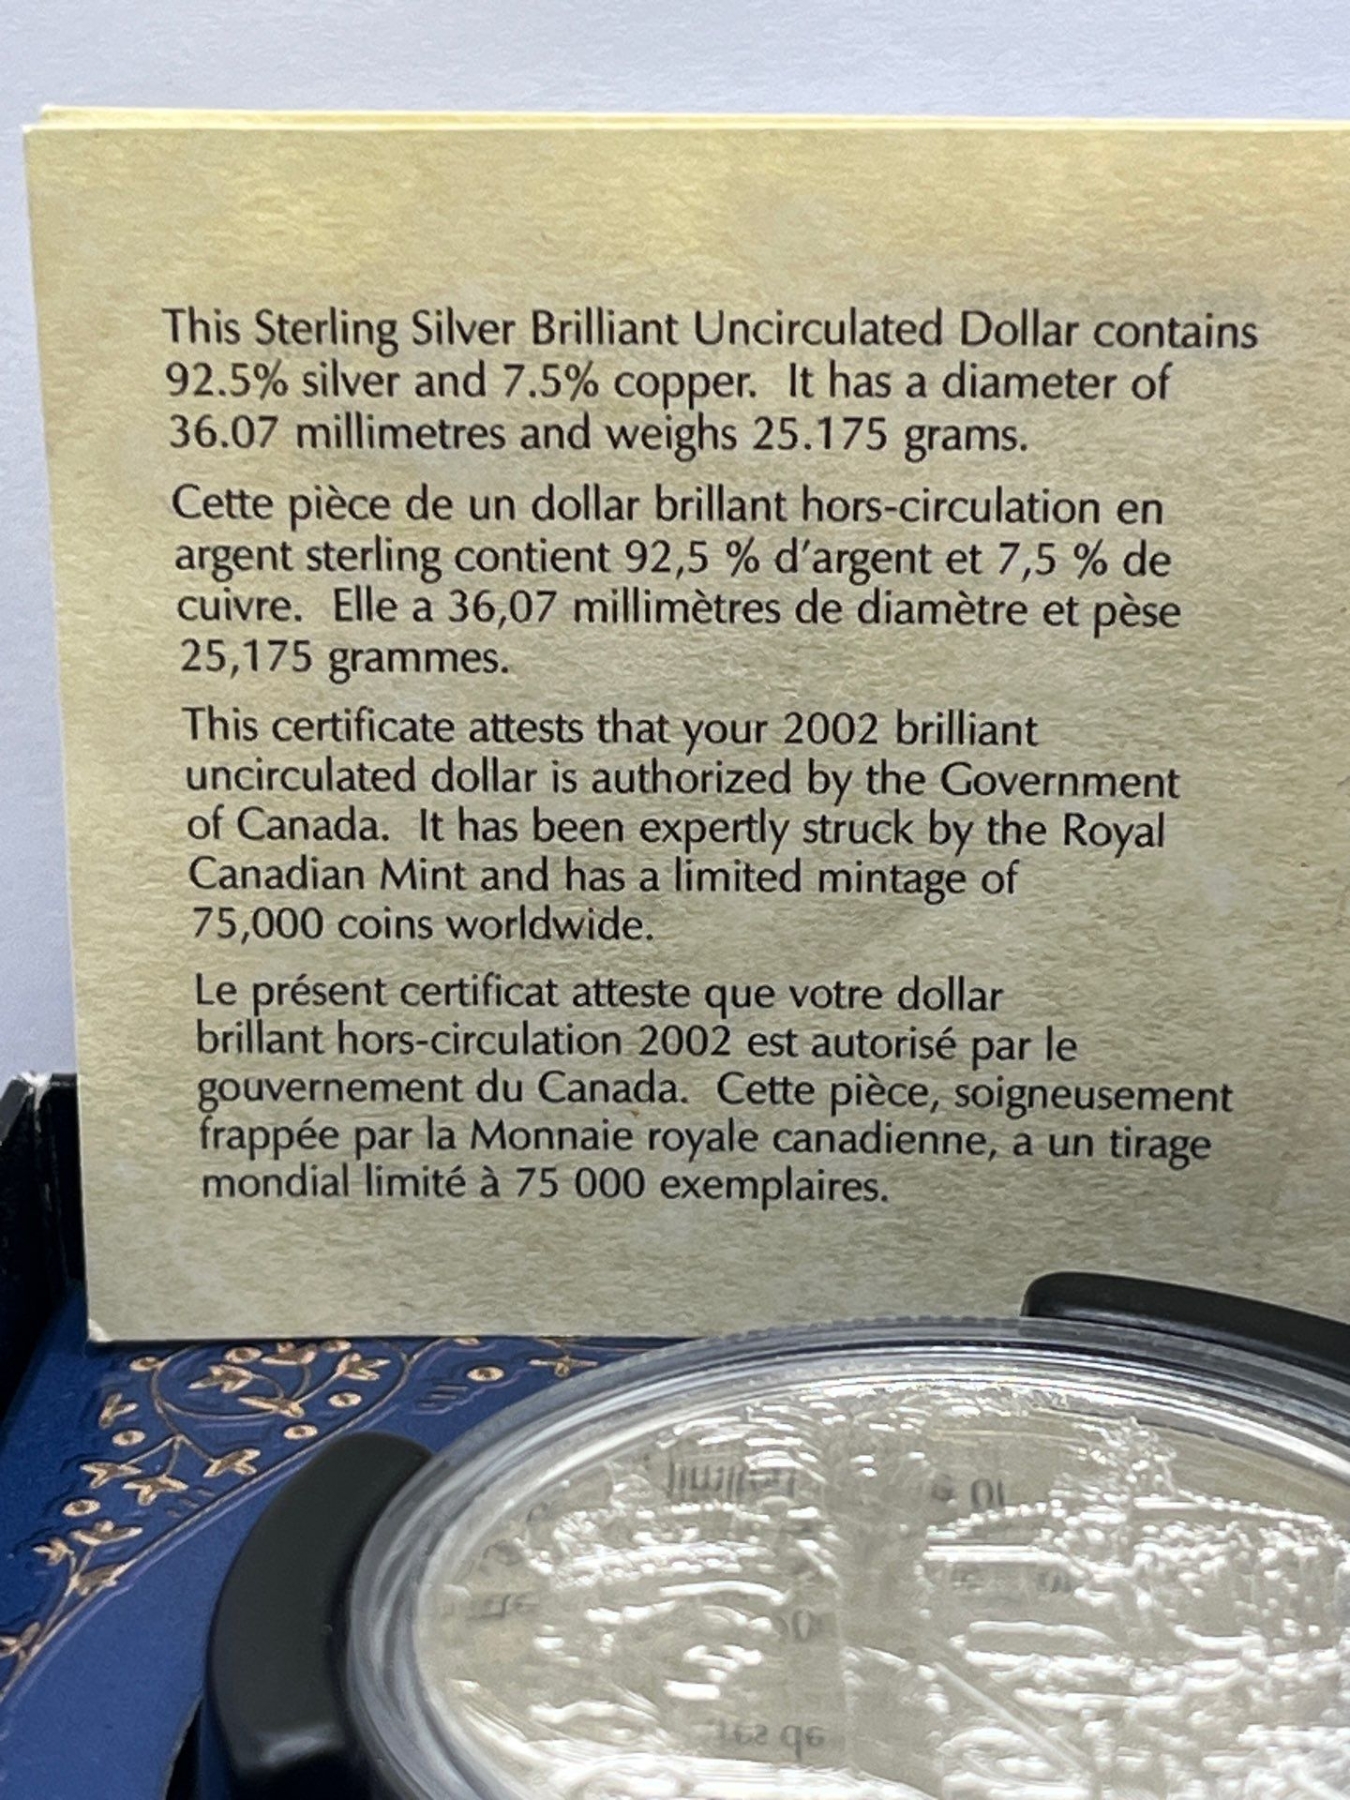 This Sterling Silver Brilliant Uncirculated Dollar contains
92.5% silver and 7.5% copper. It has a diameter of
36.07 millimetres and weighs 25.175 grams.
Cette pièce de un dollar brillant hors-circulation en
argent sterling contient 92,5 % d'argent et 7,5 % de
cuivre. Elle a 36,07 millimètres de diamètre et pèse
25,175 grammes.
This certificate attests that your 2002 brilliant
uncirculated dollar is authorized by the Government
of Canada. It has been expertly struck by the Royal
Canadian Mint and has a limited mintage of
75,000 coins worldwide.
Le présent certificat atteste que votre dollar
brillant hors-circulation 2002 est autorisé par le
gouvernement du Canada. Cette pièce, soigneusement
frappée par la Monnaie royale canadienne, a un tirage
mondial limité à 75 000 exemplaires.